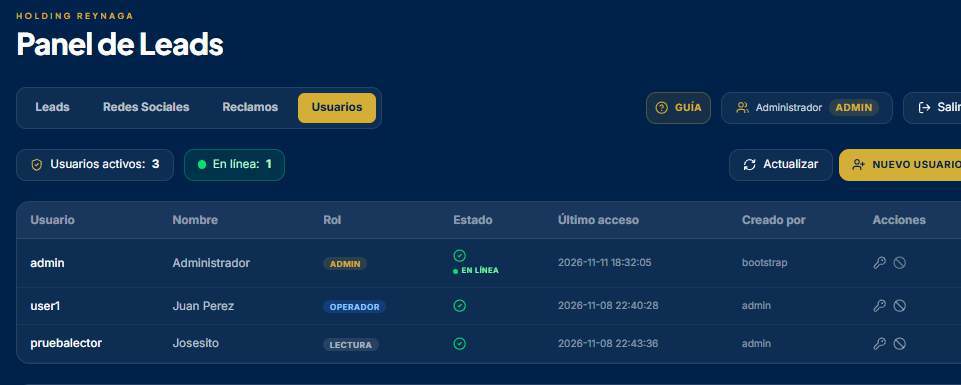 HOLDING REYNAGA
Panel de Leads
Leads Redes Sociales Reclamos Usuarios GUÍA Administrador ADMIN Salir
Usuarios activos: 3 En línea: 1 Actualizar NUEVO USUARIO
Usuario Nombre Rol Estado Último acceso Creado por Acciones
admin Administrador ADMIN EN LÍNEA 2026-11-11 18:32:05 bootstrap
user1 Juan Perez OPERADOR 2026-11-08 22:40:28 admin
pruebalector Josesito LECTURA 2026-11-08 22:43:36 admin